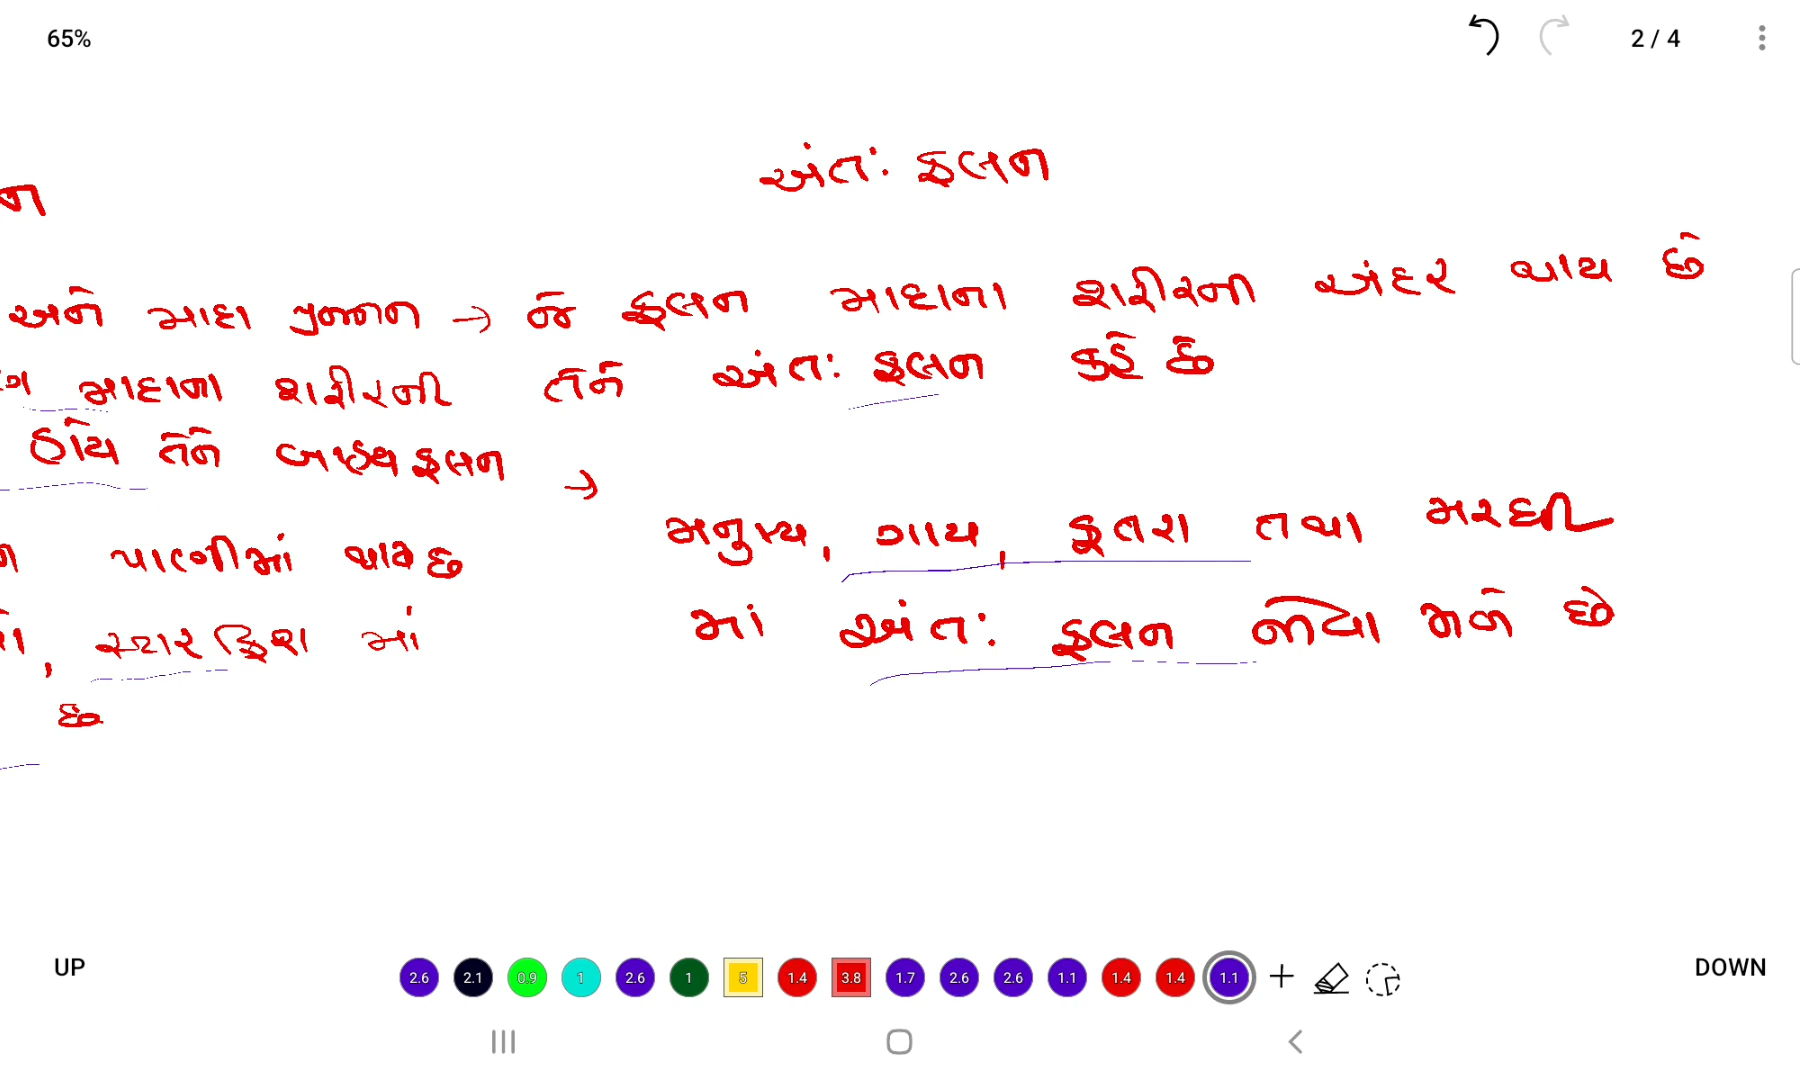 65%
2 / 4
અંત: ફલન
ન
અને માદા જનન → જે ફલન માદાના શરીરની અંદર થાય છે
માદાના શરીરની તેને અંત: ફલન કહે છે
હોય તેને બાહ્ય ફલન →
મનુષ્ય, ગાય, કૂતરા તથા મરઘી
પાણીમાં થાય છે
, સ્ટારફિશ માં
માં અંત: ફલન જોવા મળે છે
છે
UP
2.6 2.1 0.9 1 2.6 1 5 1.4 3.8 1.7 2.6 2.6 1.1 1.4 1.4 1.1 +
DOWN